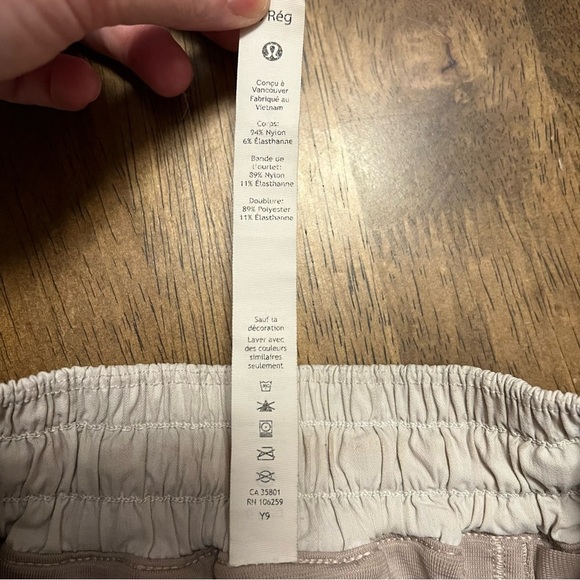 Rég
Conçu à
Vancouver
Fabriqué au
Vietnam
Corps:
94% Nylon
6% Élasthanne
Bande de
l'ourlet:
89% Nylon
11% Élasthanne
Doublure:
89% Polyester
11% Élasthanne
Sauf la
décoration
Laver avec
des couleurs
similaires
seulement
CA 35801
RN 106259
Y9